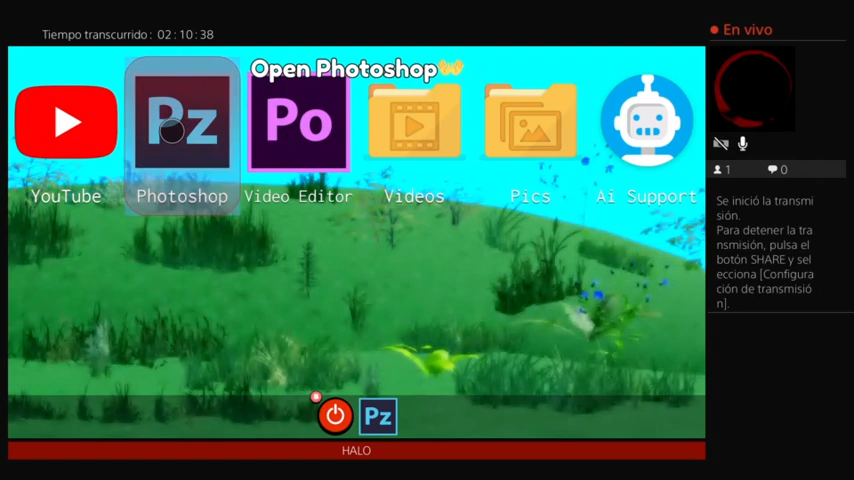 Tiempo transcurrido: 02:10:38
En vivo
Open Photoshop
Pz
Po
YouTube
Photoshop
Video Editor
Videos
Pics
Ai Support
1
0
Se inició la transmi
sión.
Para detener la tra
nsmisión, pulsa el
botón SHARE y sel
ecciona [Configura
ción de transmisió
n].
Pz
HALO